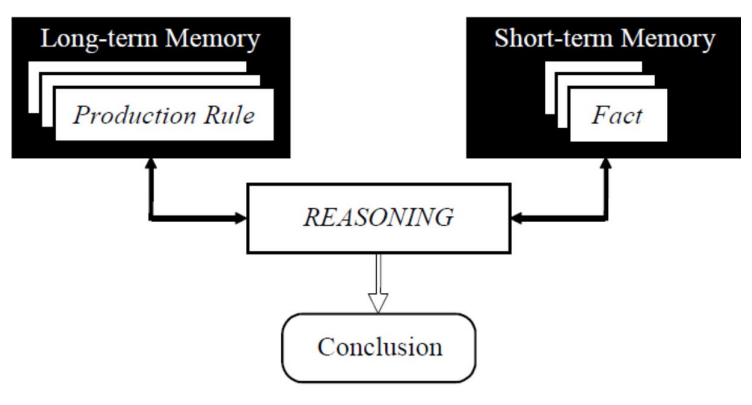 Long-term Memory
Production Rule
Short-term Memory
Fact
REASONING
Conclusion